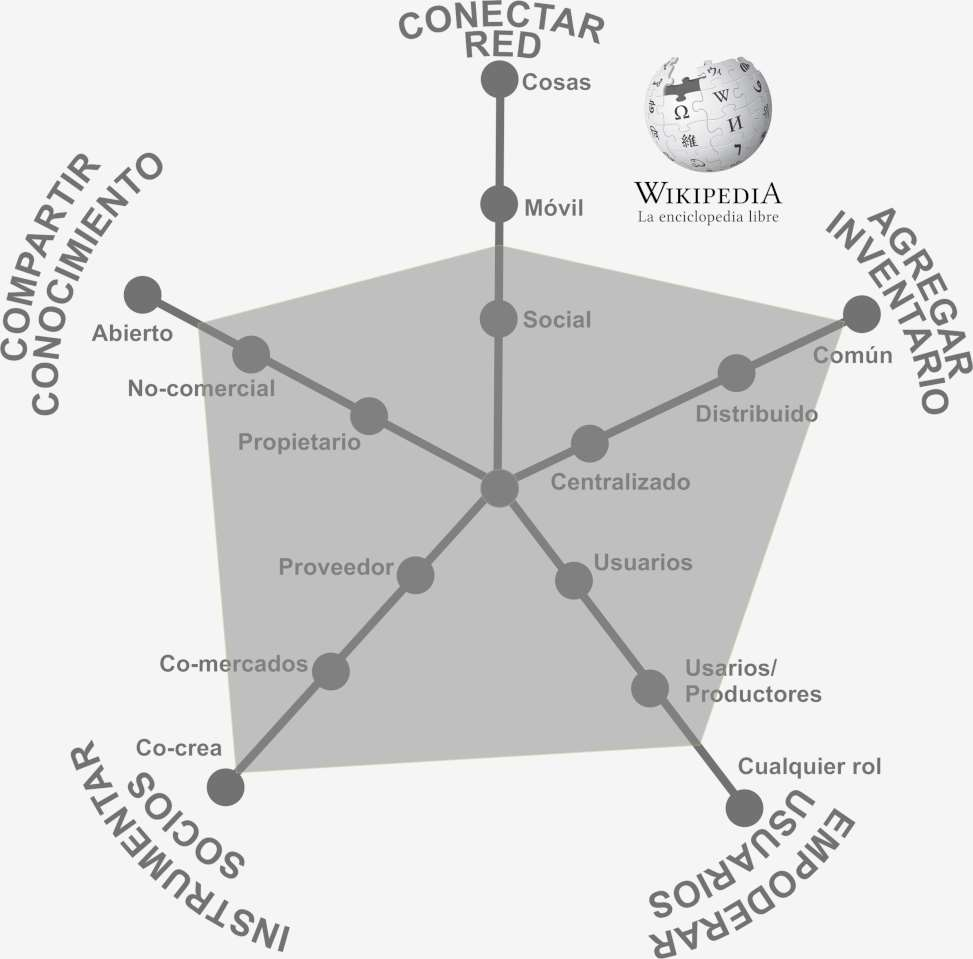 CONECTAR
RED
Cosas
Móvil
Social
Ω
W
И
維
WIKIPEDIA
La enciclopedia libre
AGREGAR
INVENTARIO
Común
Distribuido
Centralizado
COMPARTIR
CONOCIMIENTO
Abierto
No-comercial
Propietario
Proveedor
Co-mercados
Co-crea
INSTRUMENTAR
SOCIOS
Usuarios
Usarios/
Productores
Cualquier rol
EMPODERAR
USUARIOS